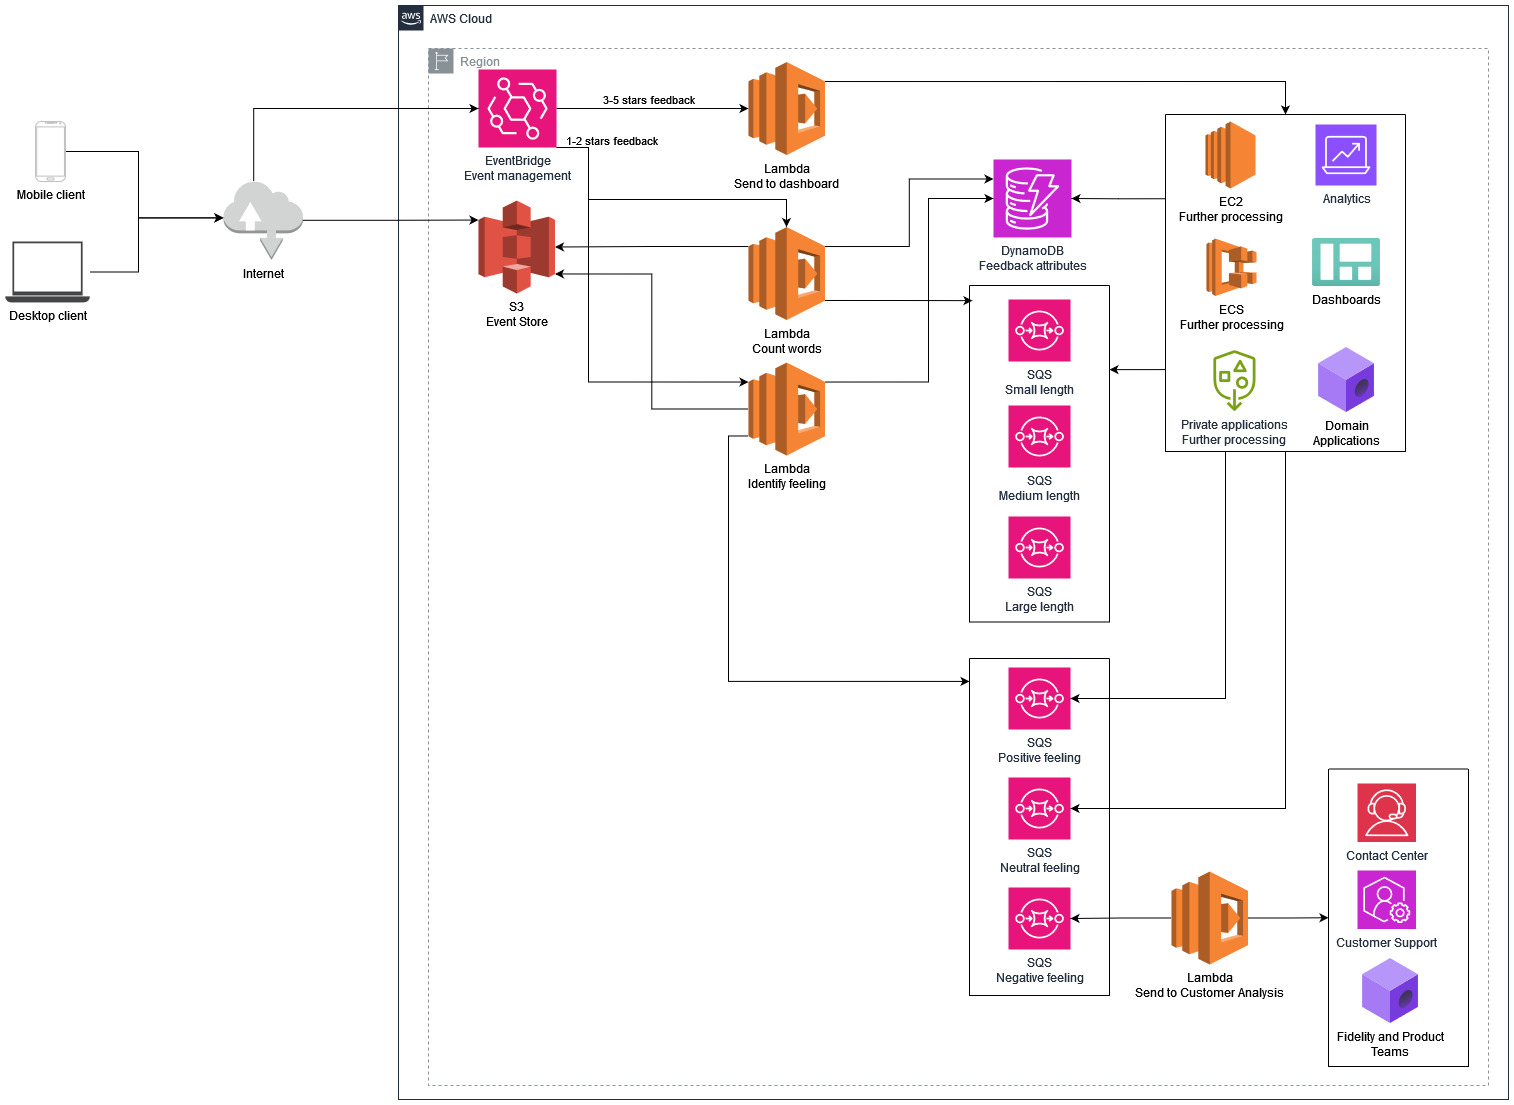 aws
AWS Cloud
Region
3-5 stars feedback
1-2 stars feedback
EventBridge
Event management
Lambda
Send to dashboard
Mobile client
Desktop client
Internet
S3
Event Store
Lambda
Count words
Lambda
Identify feeling
DynamoDB
Feedback attributes
SQS
Small length
SQS
Medium length
SQS
Large length
EC2
Further processing
Analytics
ECS
Further processing
Dashboards
Private applications
Further processing
Domain
Applications
SQS
Positive feeling
SQS
Neutral feeling
SQS
Negative feeling
Lambda
Send to Customer Analysis
Contact Center
Customer Support
Fidelity and Product
Teams